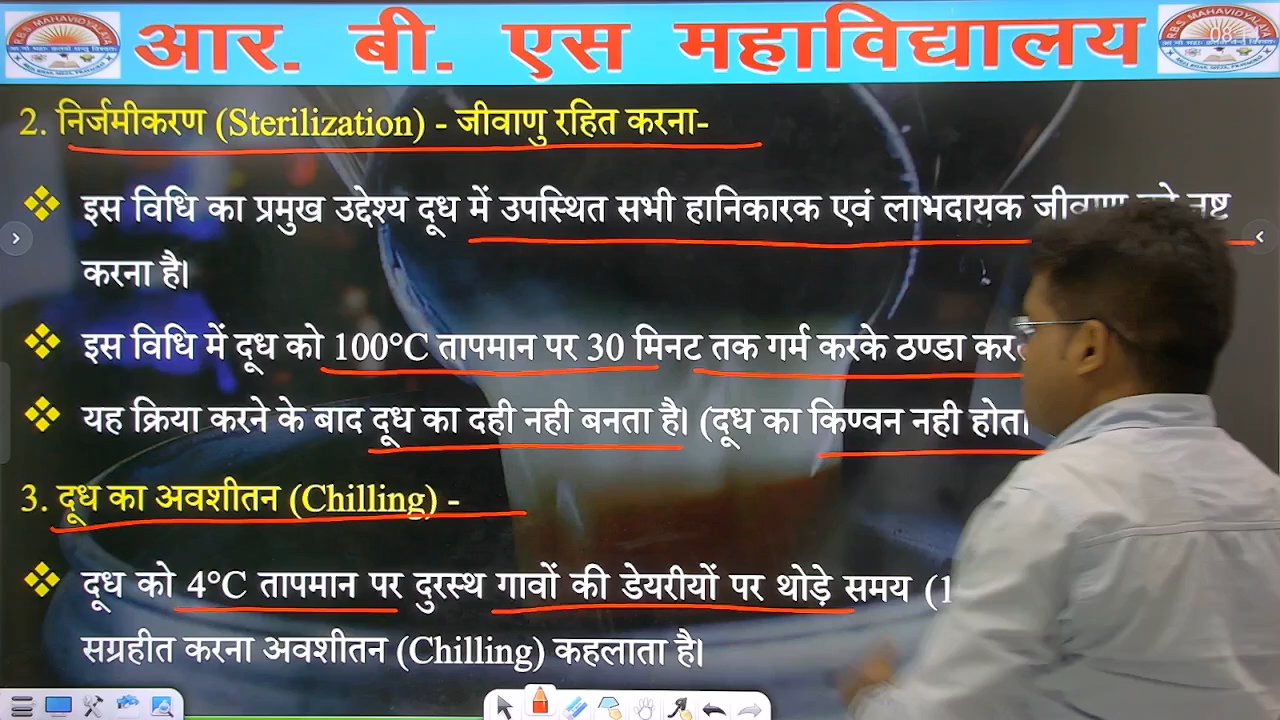 आर. बी. एस महाविद्यालय
2. निर्जमीकरण (Sterilization) - जीवाणु रहित करना-
इस विधि का प्रमुख उद्देश्य दूध में उपस्थित सभी हानिकारक एवं लाभदायक जीवाणु को नष्ट
करना है।
इस विधि में दूध को 100°C तापमान पर 30 मिनट तक गर्म करके ठण्डा
यह क्रिया करने के बाद दूध का दही नही बनता है। (दूध का किण्वन नही होता
3. दूध का अवशीतन (Chilling) -
दूध को 4°C तापमान पर दुरस्थ गावों की डेयरीयों पर थोड़े समय (1
सग्रहीत करना अवशीतन (Chilling) कहलाता है।